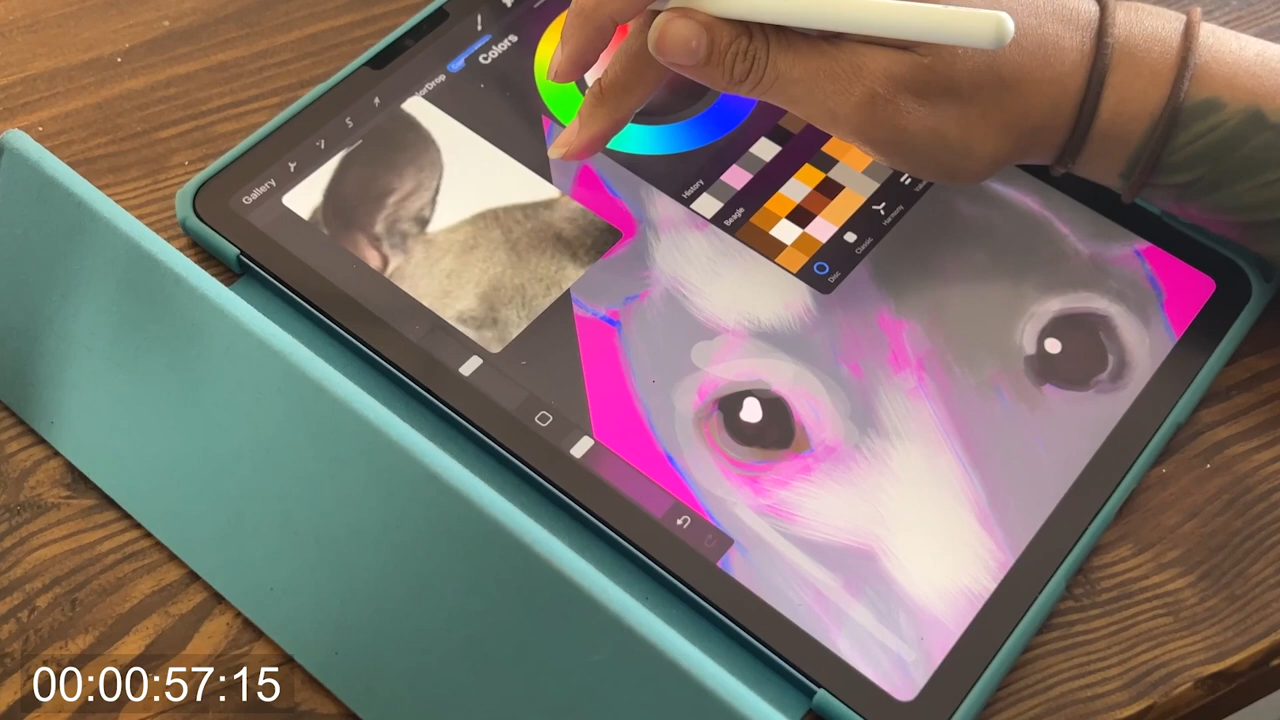 Gallery
Colors
History
Beagle
Disc
Classic
Harmony
00:00:57:15